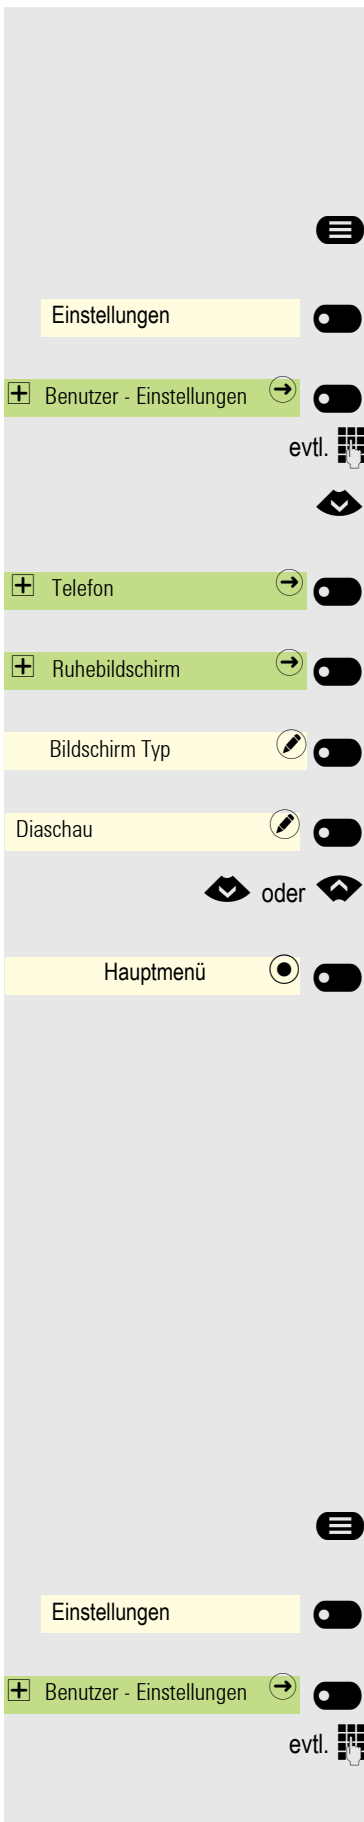 Einstellungen
Benutzer - Einstellungen
evtl.
Telefon
Ruhebildschirm
Bildschirm Typ
Diaschau
oder
Hauptmenü
Einstellungen
Benutzer - Einstellungen
evtl.